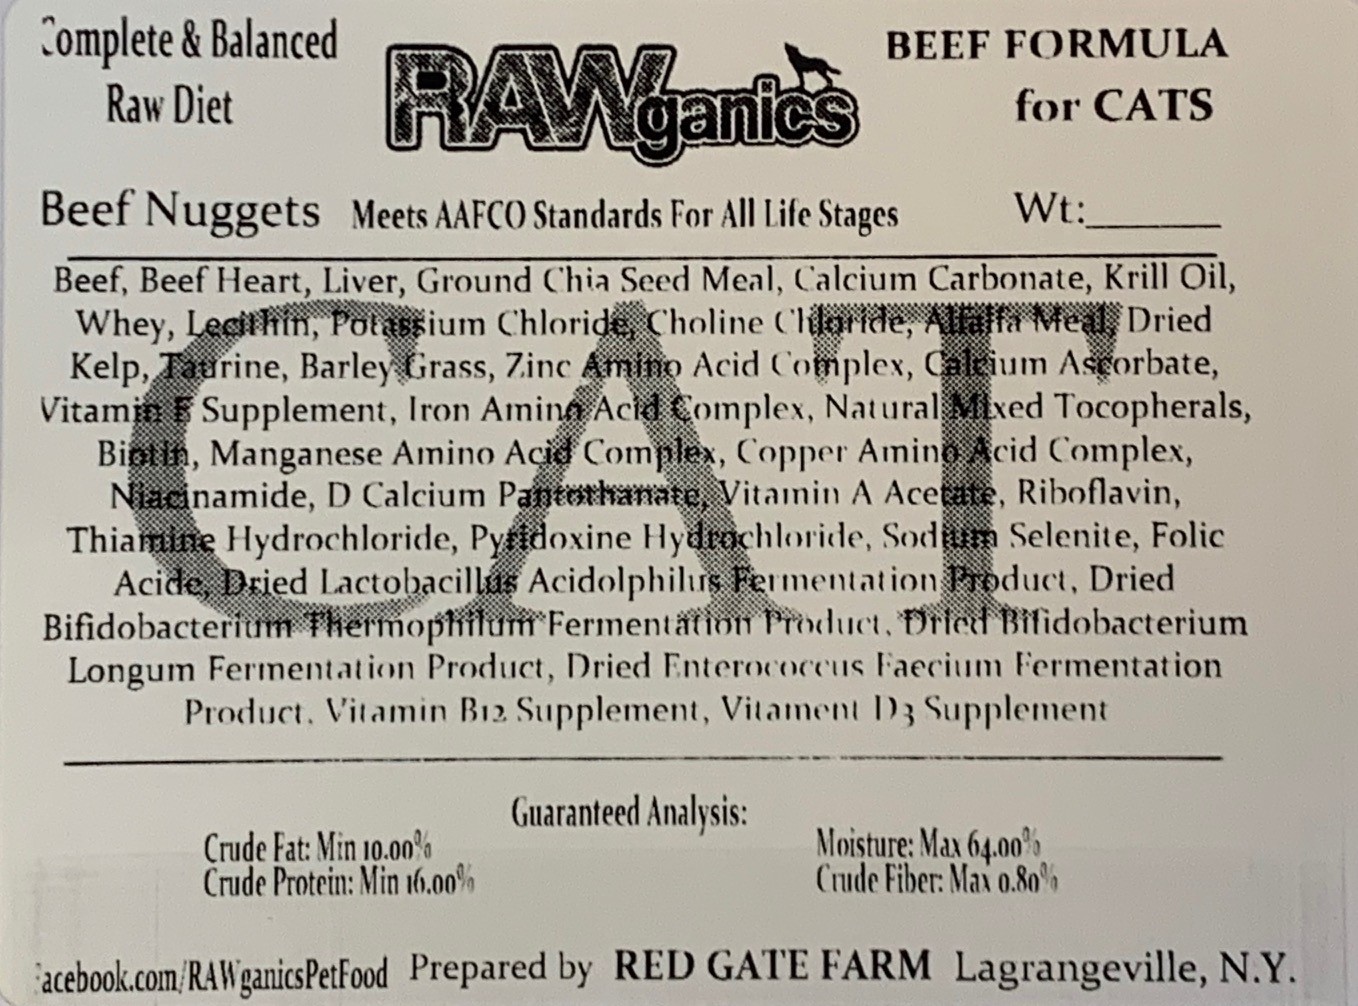 Complete & Balanced
Raw Diet
RAWganics
BEEF FORMULA
for CATS
Beef Nuggets Meets AAFCO Standards For All Life Stages Wt:______
Beef, Beef Heart, Liver, Ground Chia Seed Meal, Calcium Carbonate, Krill Oil,
Whey, Lecithin, Potassium Chloride, Choline Chloride, Alfalfa Meal, Dried
Kelp, Taurine, Barley Grass, Zinc Amino Acid Complex, Calcium Ascorbate,
Vitamin E Supplement, Iron Amino Acid Complex, Natural Mixed Tocopherals,
Biotin, Manganese Amino Acid Complex, Copper Amino Acid Complex,
Niacinamide, D Calcium Pantothanate, Vitamin A Acetate, Riboflavin,
Thiamine Hydrochloride, Pyridoxine Hydrochloride, Sodium Selenite, Folic
Acide, Dried Lactobacillus Acidolphilus Fermentation Product, Dried
Bifidobacterium Thermophilum Fermentation Product, Dried Bifidobacterium
Longum Fermentation Product, Dried Enterococcus Faecium Fermentation
Product. Vitamin B12 Supplement, Vitament D3 Supplement
CAT
Guaranteed Analysis:
Crude Fat: Min 10.00%
Crude Protein: Min 16.00%
Moisture: Max 64.00%
Crude Fiber: Max 0.80%
facebook.com/RAWganicsPetFood Prepared by RED GATE FARM Lagrangeville, N.Y.